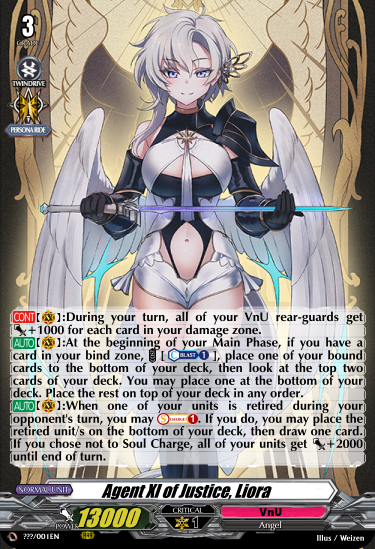 3
GRADE
TWINDRIVE
PERSONA RIDE
CONT【】:During your turn, all of your VnU rear-guards get
+1000 for each card in your damage zone.
AUTO【】:At the beginning of your Main Phase, if you have a
card in your bind zone, [BLAST 1], place one of your bound
cards to the bottom of your deck, then look at the top two
cards of your deck. You may place one at the bottom of your
deck. Place the rest on top of your deck in any order.
AUTO【】:When one of your units is retired during your
opponent's turn, you may CHARGE 1. If you do, you may place the
retired unit/s on the bottom of your deck, then draw one card.
If you chose not to Soul Charge, all of your units get +2000
until end of turn.
NORMAL UNIT
Agent XI of Justice, Liora
POWER 13000
CRITICAL
1
VnU
Angel
???/001EN
Illus / Weizen